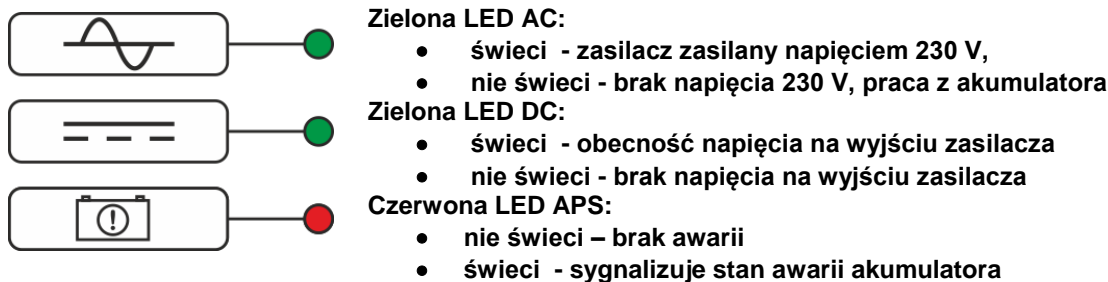 Zielona LED AC:
● świeci - zasilacz zasilany napięciem 230 V,
● nie świeci - brak napięcia 230 V, praca z akumulatora
Zielona LED DC:
● świeci - obecność napięcia na wyjściu zasilacza
● nie świeci - brak napięcia na wyjściu zasilacza
Czerwona LED APS:
● nie świeci – brak awarii
● świeci - sygnalizuje stan awarii akumulatora